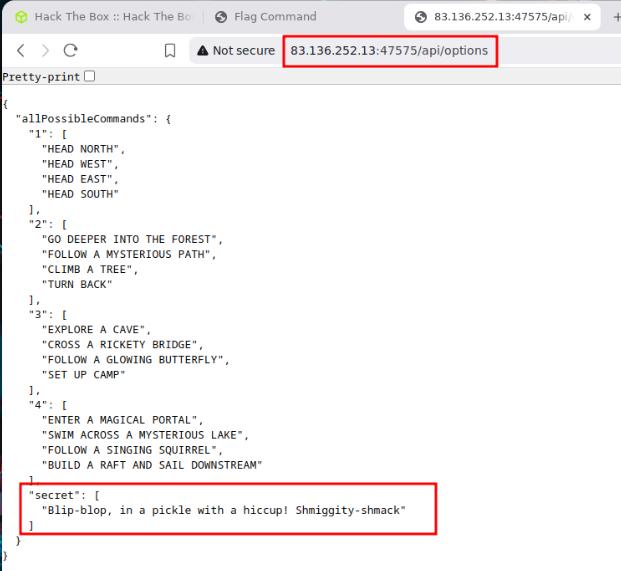 Hack The Box :: Hack The Bo
Flag Command
83.136.252.13:47575/api/
Not secure
83.136.252.13:47575/api/options
Pretty-print
{
"allPossibleCommands": {
"1": [
"HEAD NORTH",
"HEAD WEST",
"HEAD EAST",
"HEAD SOUTH"
],
"2": [
"GO DEEPER INTO THE FOREST",
"FOLLOW A MYSTERIOUS PATH",
"CLIMB A TREE",
"TURN BACK"
],
"3": [
"EXPLORE A CAVE",
"CROSS A RICKETY BRIDGE",
"FOLLOW A GLOWING BUTTERFLY",
"SET UP CAMP"
],
"4": [
"ENTER A MAGICAL PORTAL",
"SWIM ACROSS A MYSTERIOUS LAKE",
"FOLLOW A SINGING SQUIRREL",
"BUILD A RAFT AND SAIL DOWNSTREAM"
],
"secret": [
"Blip-blop, in a pickle with a hiccup! Shmiggity-shmack"
]
}
}